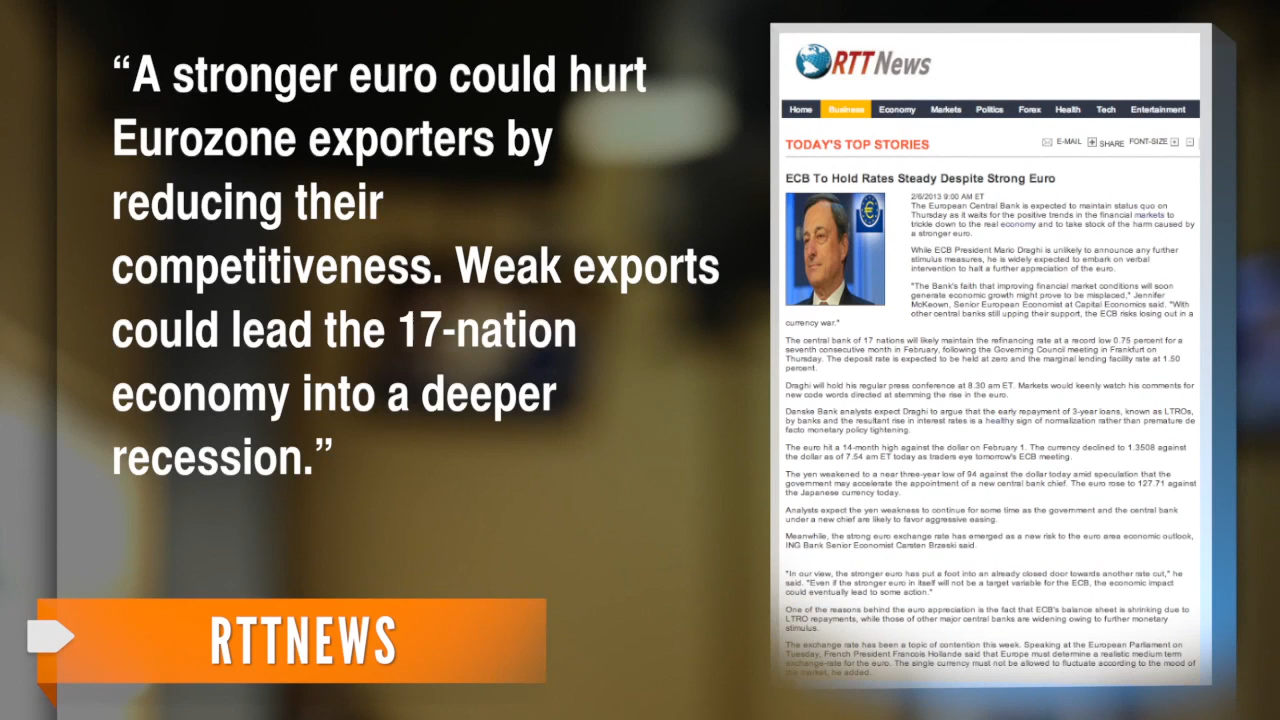 “A stronger euro could hurt
Eurozone exporters by
reducing their
competitiveness. Weak exports
could lead the 17-nation
economy into a deeper
recession.”
RTTNEWS
RTTNews
Home Business Economy Markets Politics Forex Health Tech Entertainment
TODAY'S TOP STORIES
E-MAIL SHARE FONT-SIZE
ECB To Hold Rates Steady Despite Strong Euro
2/6/2013 9:00 AM ET
The European Central Bank is expected to maintain status quo on
Thursday as it waits for the positive trends in the financial markets to
trickle down to the real economy and to take stock of the harm caused by
a stronger euro.
While ECB President Mario Draghi is unlikely to announce any further
stimulus measures, he is widely expected to embark on verbal
intervention to halt a further appreciation of the euro.
"The Bank's faith that improving financial market conditions will soon
generate economic growth might prove to be misplaced," Jennifer
McKeown, Senior European Economist at Capital Economics said. "With
other central banks still upping their support, the ECB risks losing out in a
currency war."
The central bank of 17 nations will likely maintain the refinancing rate at a record low 0.75 percent for a
seventh consecutive month in February, following the Governing Council meeting in Frankfurt on
Thursday. The deposit rate is expected to be held at zero and the marginal lending facility rate at 1.50
percent.
Draghi will hold his regular press conference at 8.30 am ET. Markets would keenly watch his comments for
new code words directed at stemming the rise in the euro.
Danske Bank analysts expect Draghi to argue that the early repayment of 3-year loans, known as LTROs,
by banks and the resultant rise in interest rates is a healthy sign of normalization rather than premature de
facto monetary policy tightening.
The euro hit a 14-month high against the dollar on February 1. The currency declined to 1.3508 against
the dollar as of 7.54 am ET today as traders eye tomorrow's ECB meeting.
The yen weakened to a near three-year low of 94 against the dollar today amid speculation that the
government may accelerate the appointment of a new central bank chief. The euro rose to 127.71 against
the Japanese currency today.
Analysts expect the yen weakness to continue for some time as the government and the central bank
under a new chief are likely to favor aggressive easing.
Meanwhile, the strong euro exchange rate has emerged as a new risk to the euro area economic outlook,
ING Bank Senior Economist Carsten Brzeski said.
"In our view, the stronger euro has put a foot into an already closed door towards another rate cut," he
said. "Even if the stronger euro in itself will not be a target variable for the ECB, the economic impact
could eventually lead to some action."
One of the reasons behind the euro appreciation is the fact that ECB's balance sheet is shrinking due to
LTRO repayments, while those of other major central banks are widening owing to further monetary
stimulus.
The exchange rate has been a topic of contention this week. Speaking at the European Parliament on
Tuesday, French President Francois Hollande said that Europe must determine a realistic medium term
exchange-rate for the euro. The single currency must not be allowed to fluctuate according to the mood of
the market, he added.